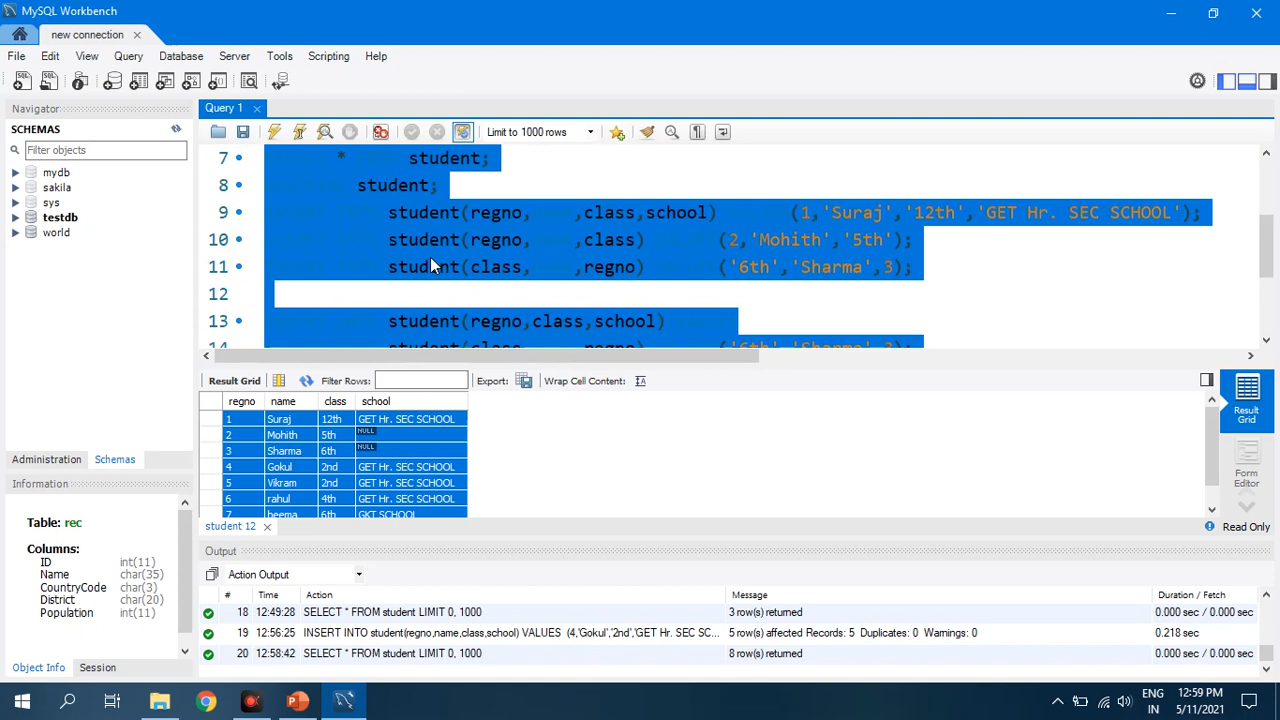 MySQL Workbench
new connection
File Edit View Query Database Server Tools Scripting Help
Navigator
SCHEMAS
Filter objects
mydb
sakila
sys
testdb
world
Administration Schemas
Information
Table: rec
Columns:
ID int(11)
Name char(35)
CountryCode char(3)
District char(20)
Population int(11)
Object Info Session
Query 1
Limit to 1000 rows
7 * student;
8 student;
9 student(regno, ,class,school) (1,'Suraj','12th','GET Hr. SEC SCHOOL');
10 student(regno, ,class) (2,'Mohith','5th');
11 student(class, ,regno) ('6th','Sharma',3);
12
13 student(regno,class,school)
14 student(class, ,regno) ('6th','Sharma',3);
Result Grid Filter Rows: Export: Wrap Cell Content:
regno name class school
1 Suraj 12th GET Hr. SEC SCHOOL
2 Mohith 5th NULL
3 Sharma 6th NULL
4 Gokul 2nd GET Hr. SEC SCHOOL
5 Vikram 2nd GET Hr. SEC SCHOOL
6 rahul 4th GET Hr. SEC SCHOOL
7 beema 6th GKT SCHOOL
Result Grid
Form Editor
student 12
Read Only
Output
Action Output
# Time Action Message Duration / Fetch
18 12:49:28 SELECT * FROM student LIMIT 0, 1000 3 row(s) returned 0.000 sec / 0.000 sec
19 12:56:25 INSERT INTO student(regno,name,class,school) VALUES (4,'Gokul','2nd','GET Hr. SEC SC... 5 row(s) affected Records: 5 Duplicates: 0 Warnings: 0 0.218 sec
20 12:58:42 SELECT * FROM student LIMIT 0, 1000 8 row(s) returned 0.000 sec / 0.000 sec
ENG
IN
12:59 PM
5/11/2021